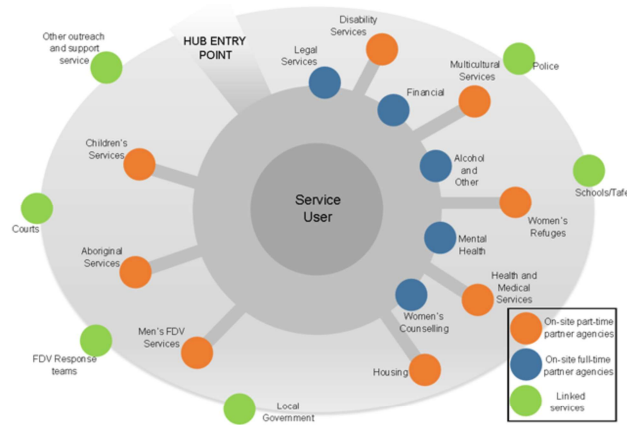 Disability
Services
Other outreach
and support
service
HUB ENTRY
POINT
Legal
Services
Multicultural
Services
Police
Financial
Children's
Services
Alcohol
and
Other
Schools/Tafe
Service
User
Women's
Refuges
Courts
Mental
Health
Aboriginal
Services
Health and
Medical
Services
Women's
Counselling
Men's FDV
Services
FDV Response
teams
Housing
Local
Government
On-site part-time
partner agencies
On-site full-time
partner agencies
Linked
services